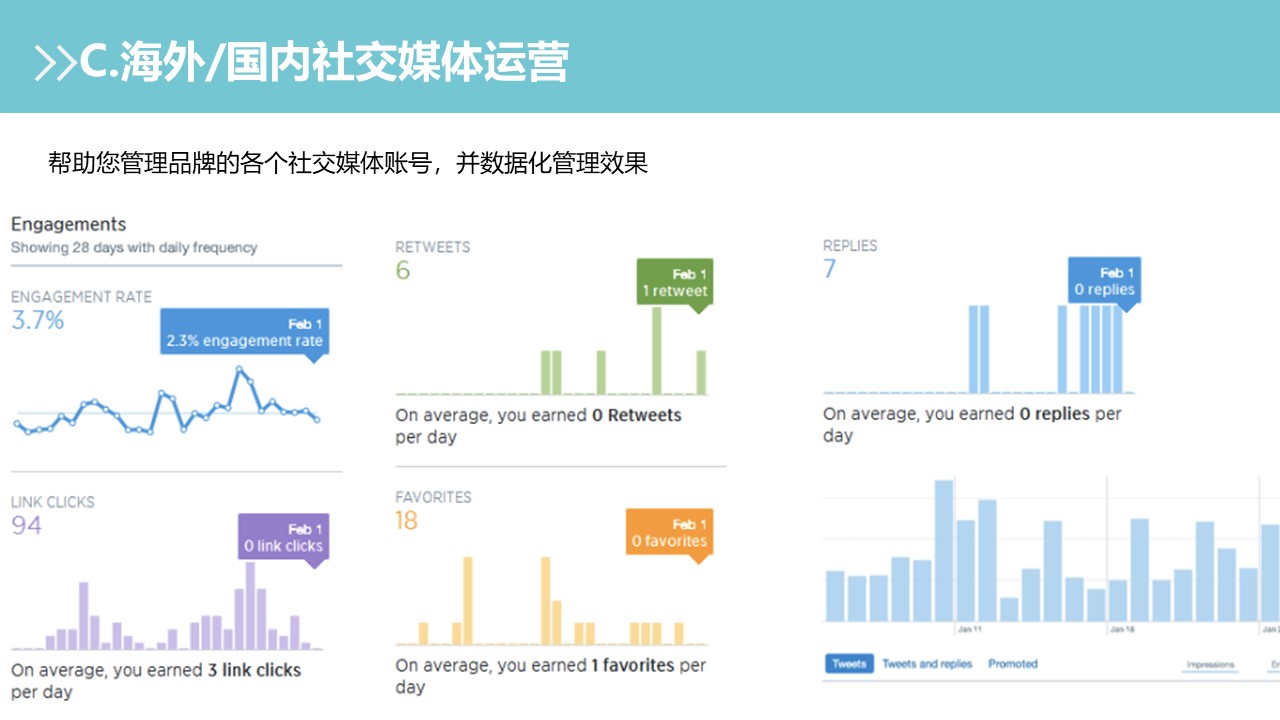 C.海外/国内社交媒体运营
帮助您管理品牌的各个社交媒体账号，并数据化管理效果
Engagements
Showing 28 days with daily frequency
ENGAGEMENT RATE
3.7%
Feb 1
2.3% engagement rate
LINK CLICKS
94
Feb 1
0 link clicks
On average, you earned 3 link clicks
per day
RETWEETS
6
Feb 1
1 retweet
On average, you earned 0 Retweets
per day
FAVORITES
18
Feb 1
0 favorites
On average, you earned 1 favorites per
day
REPLIES
7
Feb 1
0 replies
On average, you earned 0 replies per
day
Jan 11
Jan 18
Jan
Tweets
Tweets and replies
Promoted
Impressions